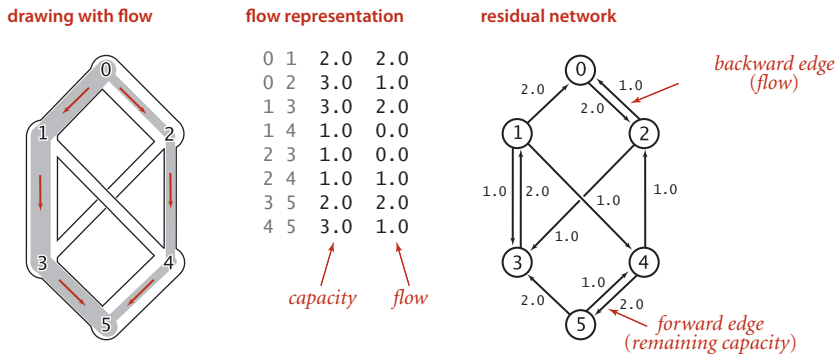 drawing with flow
0
1
2
3
4
5
flow representation
0 1 2.0 2.0
0 2 3.0 1.0
1 3 3.0 2.0
1 4 1.0 0.0
2 3 1.0 0.0
2 4 1.0 1.0
3 5 2.0 2.0
4 5 3.0 1.0
capacity flow
residual network
backward edge
(flow)
0
2.0
1.0
2.0
1
2
1.0
2.0
1.0
1.0
1.0
3
4
2.0
1.0
2.0
5
forward edge
(remaining capacity)